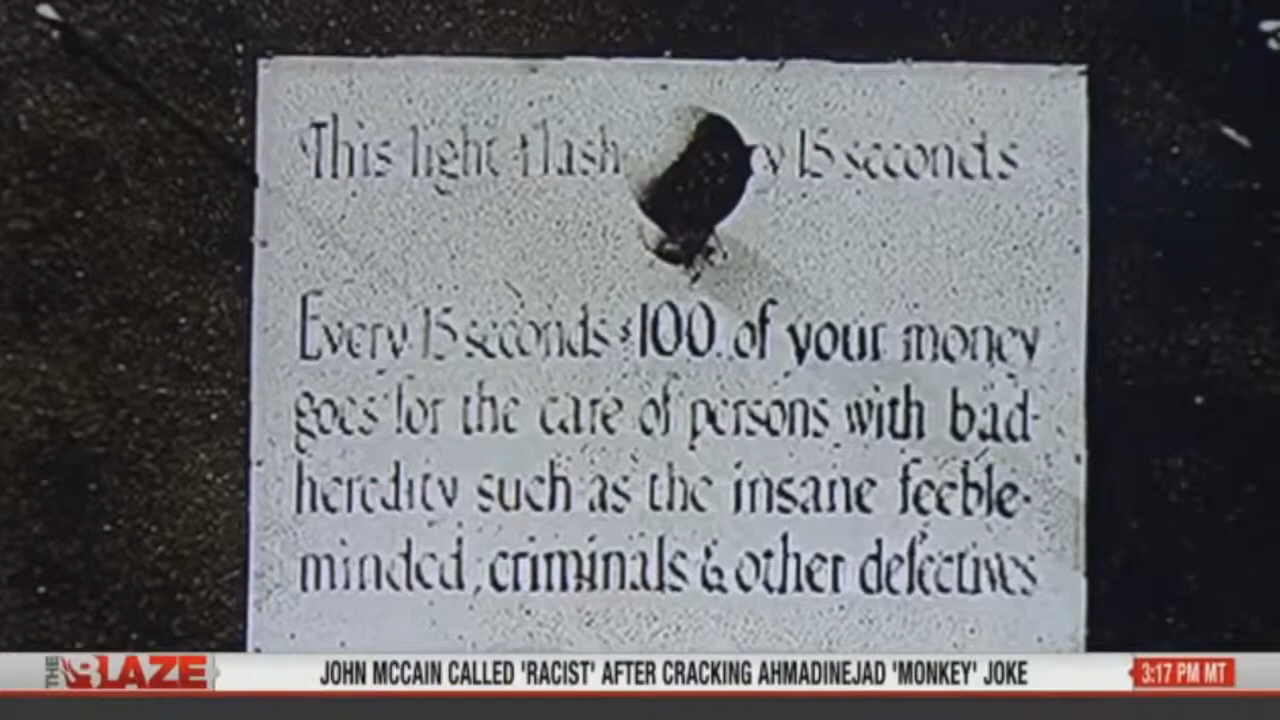 This light flash y 15 seconds
Every 15 seconds $100 of your money
goes for the care of persons with bad-
heredity such as the insane feeble-
minded, criminals & other defectives
THE BLAZE
JOHN MCCAIN CALLED 'RACIST' AFTER CRACKING AHMADINEJAD 'MONKEY' JOKE
3:17 PM MT